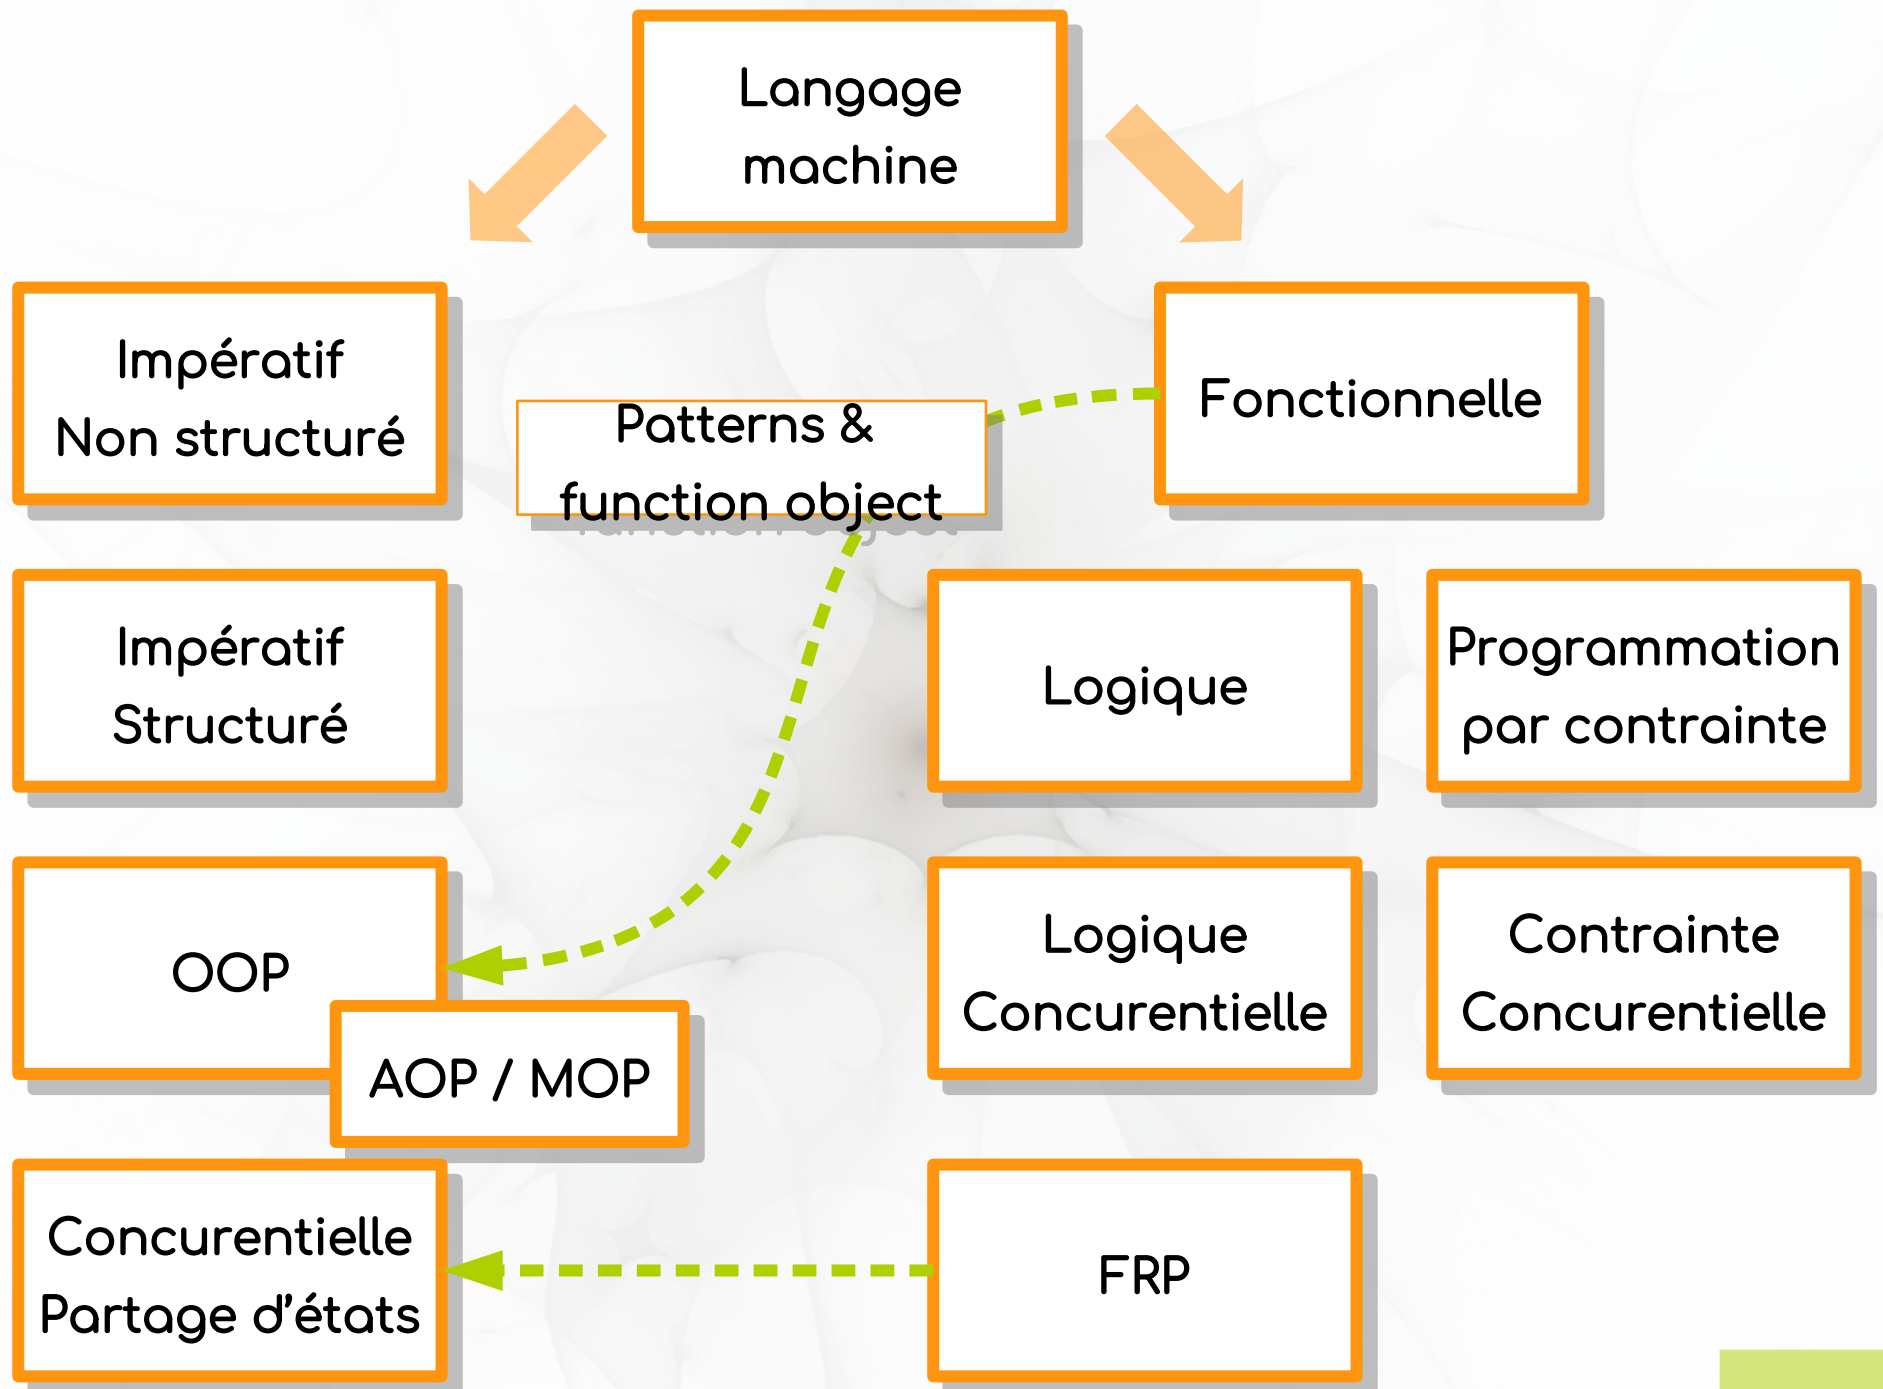 Langage
machine
Impératif
Non structuré
Patterns &
function object
Fonctionnelle
Impératif
Structuré
Logique
Programmation
par contrainte
OOP
AOP / MOP
Logique
Concurentielle
Contrainte
Concurentielle
Concurentielle
Partage d’états
FRP